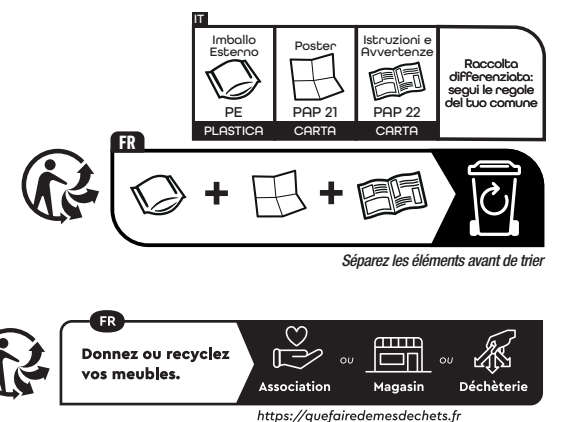 IT
Imballo
Esterno
PE
PLASTICA
Poster
PAP 21
CARTA
Istruzioni e
Avvertenze
PAP 22
CARTA
Raccolta
differenziata:
segui le regole
del tuo comune
FR
Séparez les éléments avant de trier
FR
Donnez ou recyclez
vos meubles.
Association
ou
Magasin
ou
Déchèterie
https://quefairedemesdechets.fr